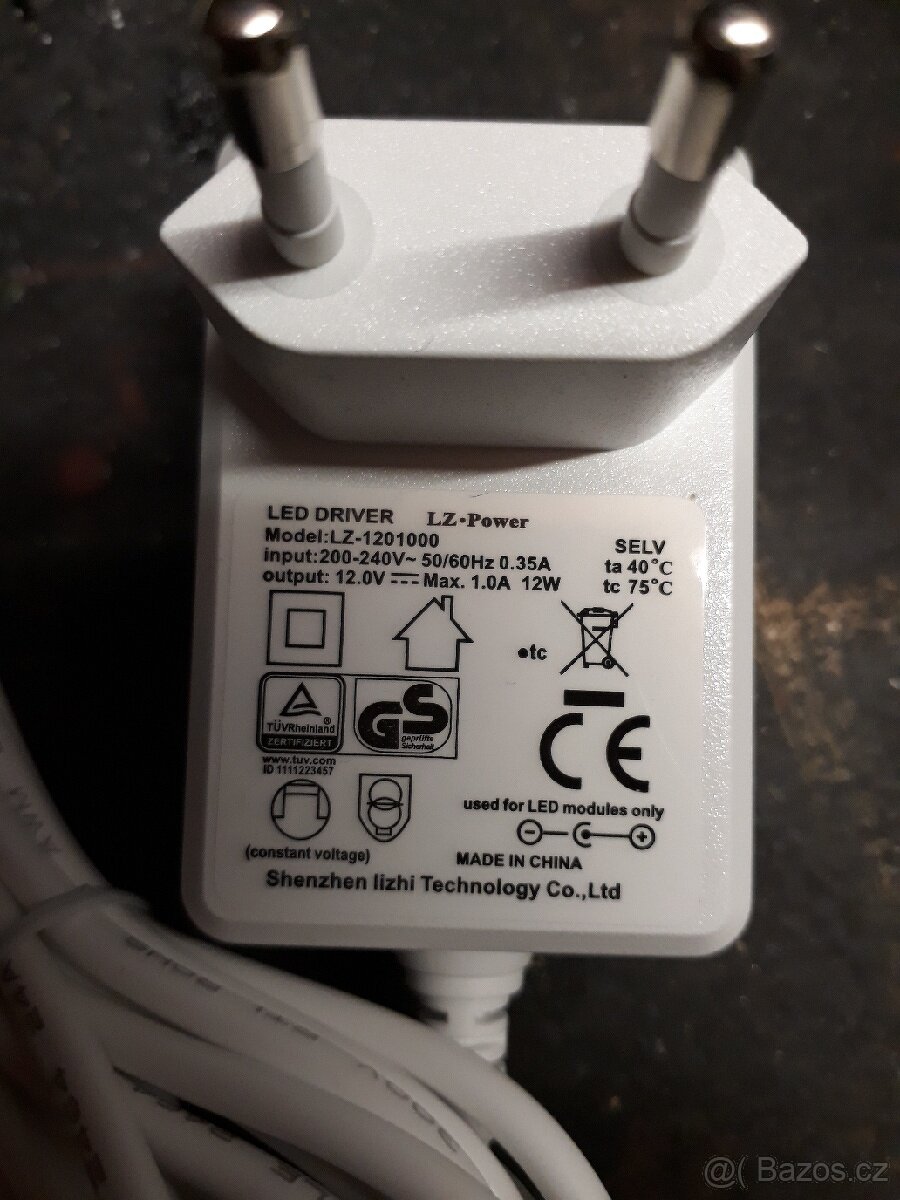 LED DRIVER LZ•Power
Model:LZ-1201000
input:200-240V~ 50/60Hz 0.35A
output: 12.0V⎓Max. 1.0A 12W
SELV
ta 40°C
tc 75°C
•tc
TÜVRheinland®
ZERTIFIZIERT
GS
geprüfte
Sicherheit
www.tuv.com
ID 1111223457
CE
used for LED modules only
(constant voltage)
MADE IN CHINA
Shenzhen lizhi Technology Co.,Ltd
@( Bazos.cz